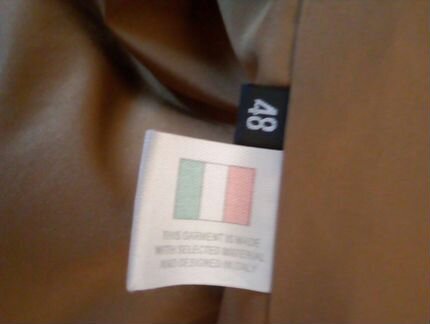 48
THIS GARMENT IS MADE
WITH SELECTED MATERIAL
AND DESIGNED IN ITALY